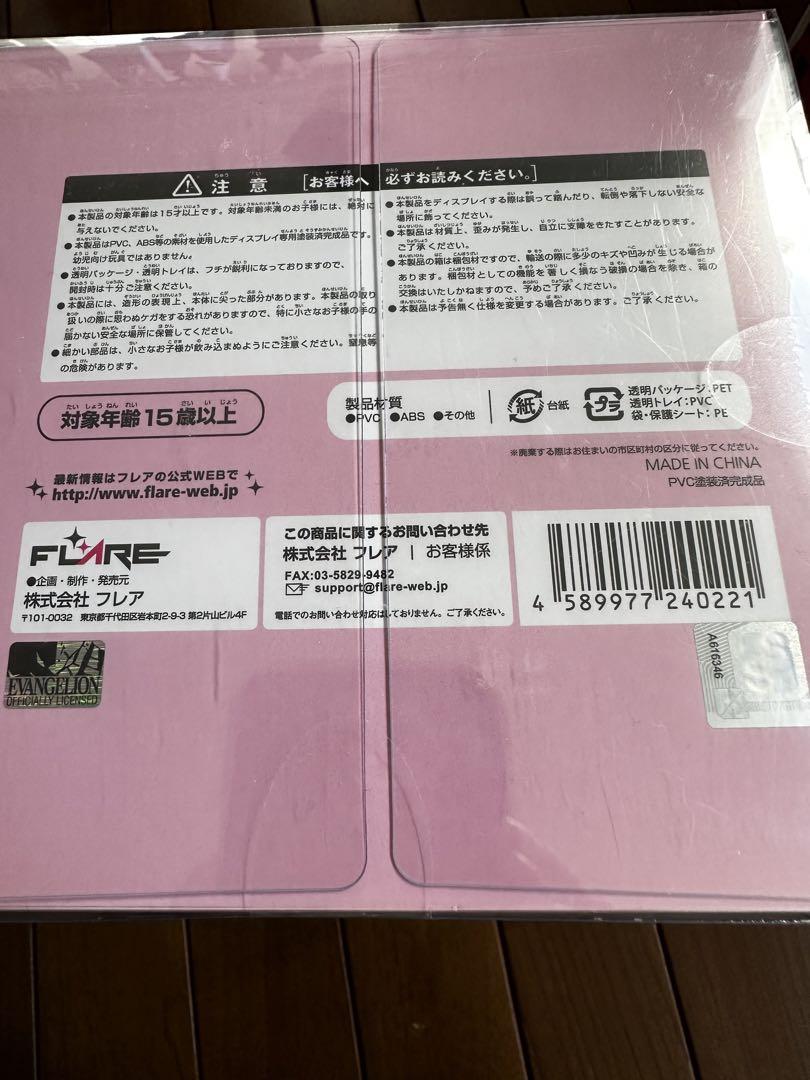 注意 [お客様へ 必ずお読みください。]
●本製品の対象年齢は15才以上です。対象年齢未満のお子様には、絶対に
与えないでください。
●本製品はPVC、ABS等の素材を使用したディスプレイ専用塗装済完成品です。
幼児向け玩具ではありません。
●透明パッケージ・透明トレイは、フチが鋭利になっておりますので、
開封時は十分ご注意ください。
●本製品には、造形の表現上、本体に尖った部分があります。本製品の取り
扱いの際に思わぬケガをする恐れがありますので、特に小さなお子様の手の
届かない安全な場所に保管してください。
●細かい部品は、小さなお子様が飲み込まぬようにご注意ください。窒息等
の危険があります。
●本製品をディスプレイする際は誤って踏んだり、転倒や落下しない安全な
場所に飾ってください。
●本製品は材質上、歪みが発生し、自立に支障をきたすことがあります。
ご了承ください。
●本製品の箱は梱包材ですので、輸送の際に多少のキズや凹みが生じる場合が
あります。梱包材としての機能を著しく損なう破損の場合を除き、箱の
交換はいたしかねますので、予めご了承ください。
●本製品は予告無く仕様を変更する場合があります。ご了承ください。
対象年齢15歳以上
たいしょうねんれい さいいじょう
製品材質
●PVC ●ABS ●その他
紙 台紙
プラ
透明パッケージ:PET
透明トレイ:PVC
袋・保護シート:PE
※廃棄する際はお住まいの市区町村の区分に従ってください。
MADE IN CHINA
PVC塗装済完成品
最新情報はフレアの公式WEBで
http://www.flare-web.jp
FLARE
●企画・制作・発売元
株式会社 フレア
〒101-0032 東京都千代田区岩本町2-9-3 第2片山ビル4F
この商品に関するお問い合わせ先
株式会社 フレア | お客様係
FAX:03-5829-9482
support@flare-web.jp
電話でのお問い合わせ対応はしておりません。ご了承ください。
4 589977 240221
EVANGELION
OFFICIALLY LICENSED
A616346